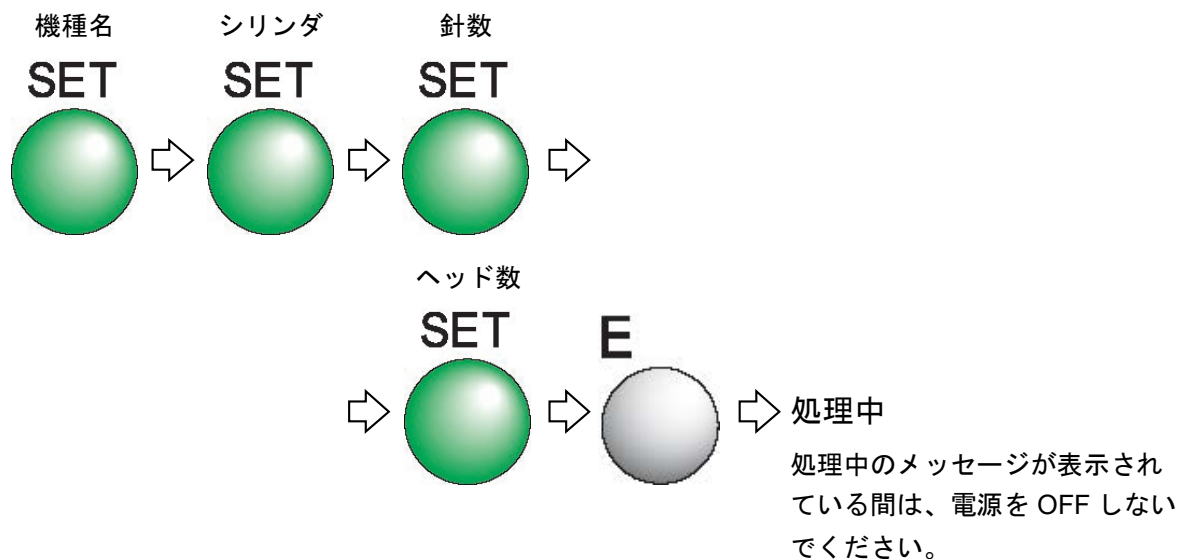 機種名 シリンダ 針数
SET SET SET
ヘッド数
SET E
処理中
処理中のメッセージが表示され
ている間は、電源を OFF しない
でください。